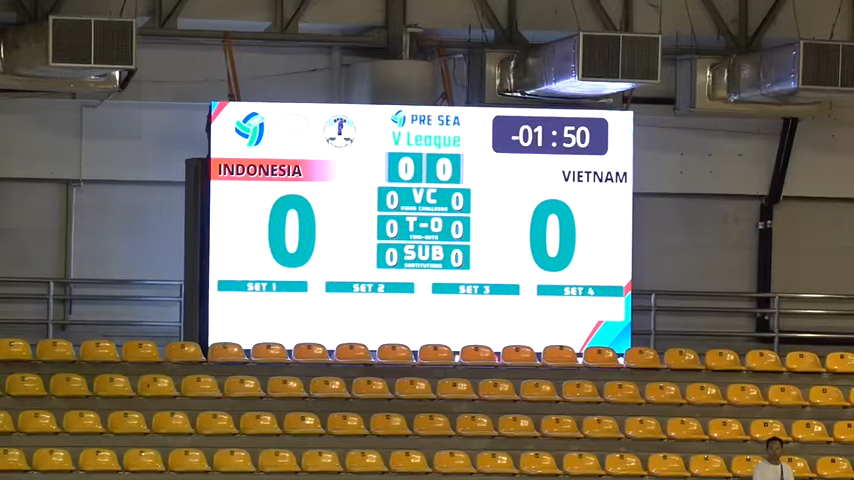 PRE SEA
V League
-01 : 50
INDONESIA
VIETNAM
0 0
0 0
0 VC 0
VIDEO CHALLENGE
0 T-O 0
TIME-OUTS
0 SUB 0
SUBSTITUTIONS
SET 1 SET 2 SET 3 SET 4